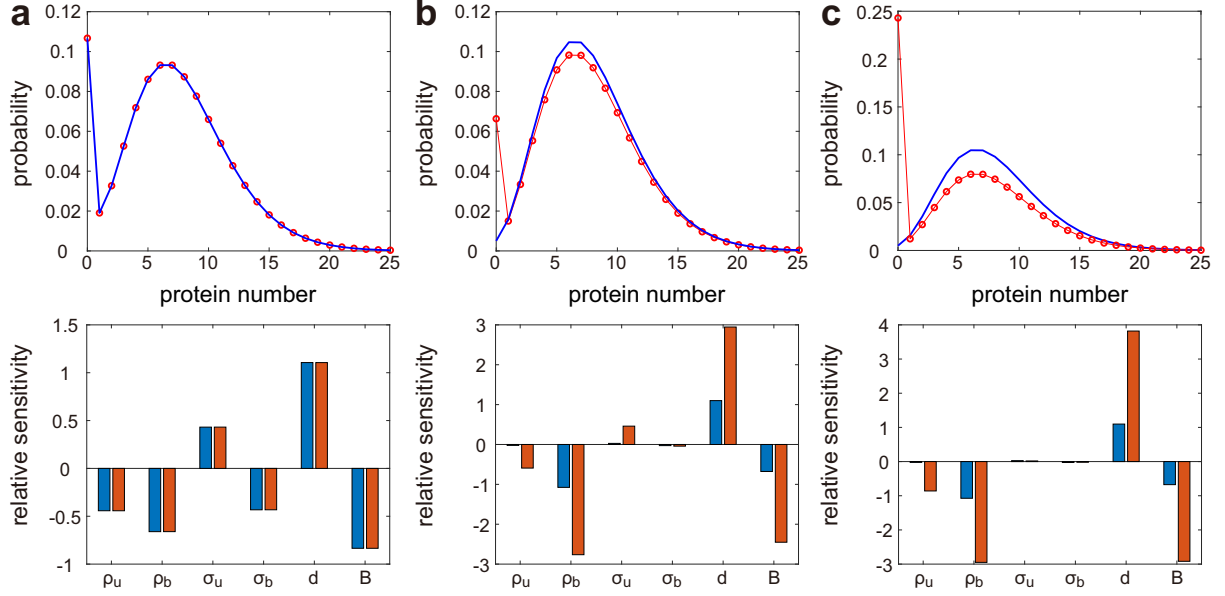 a
b
c
0.12
0.1
0.08
0.06
0.04
0.02
0
probability
0 5 10 15 20 25
protein number
0.12
0.1
0.08
0.06
0.04
0.02
0
probability
0 5 10 15 20 25
protein number
0.25
0.20
0.15
0.1
0.05
0
probability
0 5 10 15 20 25
protein number
1.5
1
0.5
0
-0.5
-1
relative sensitivity
ρu ρb σu σb d B
3
2
1
0
-1
-2
-3
relative sensitivity
ρu ρb σu σb d B
4
3
2
1
0
-1
-2
-3
relative sensitivity
ρu ρb σu σb d B